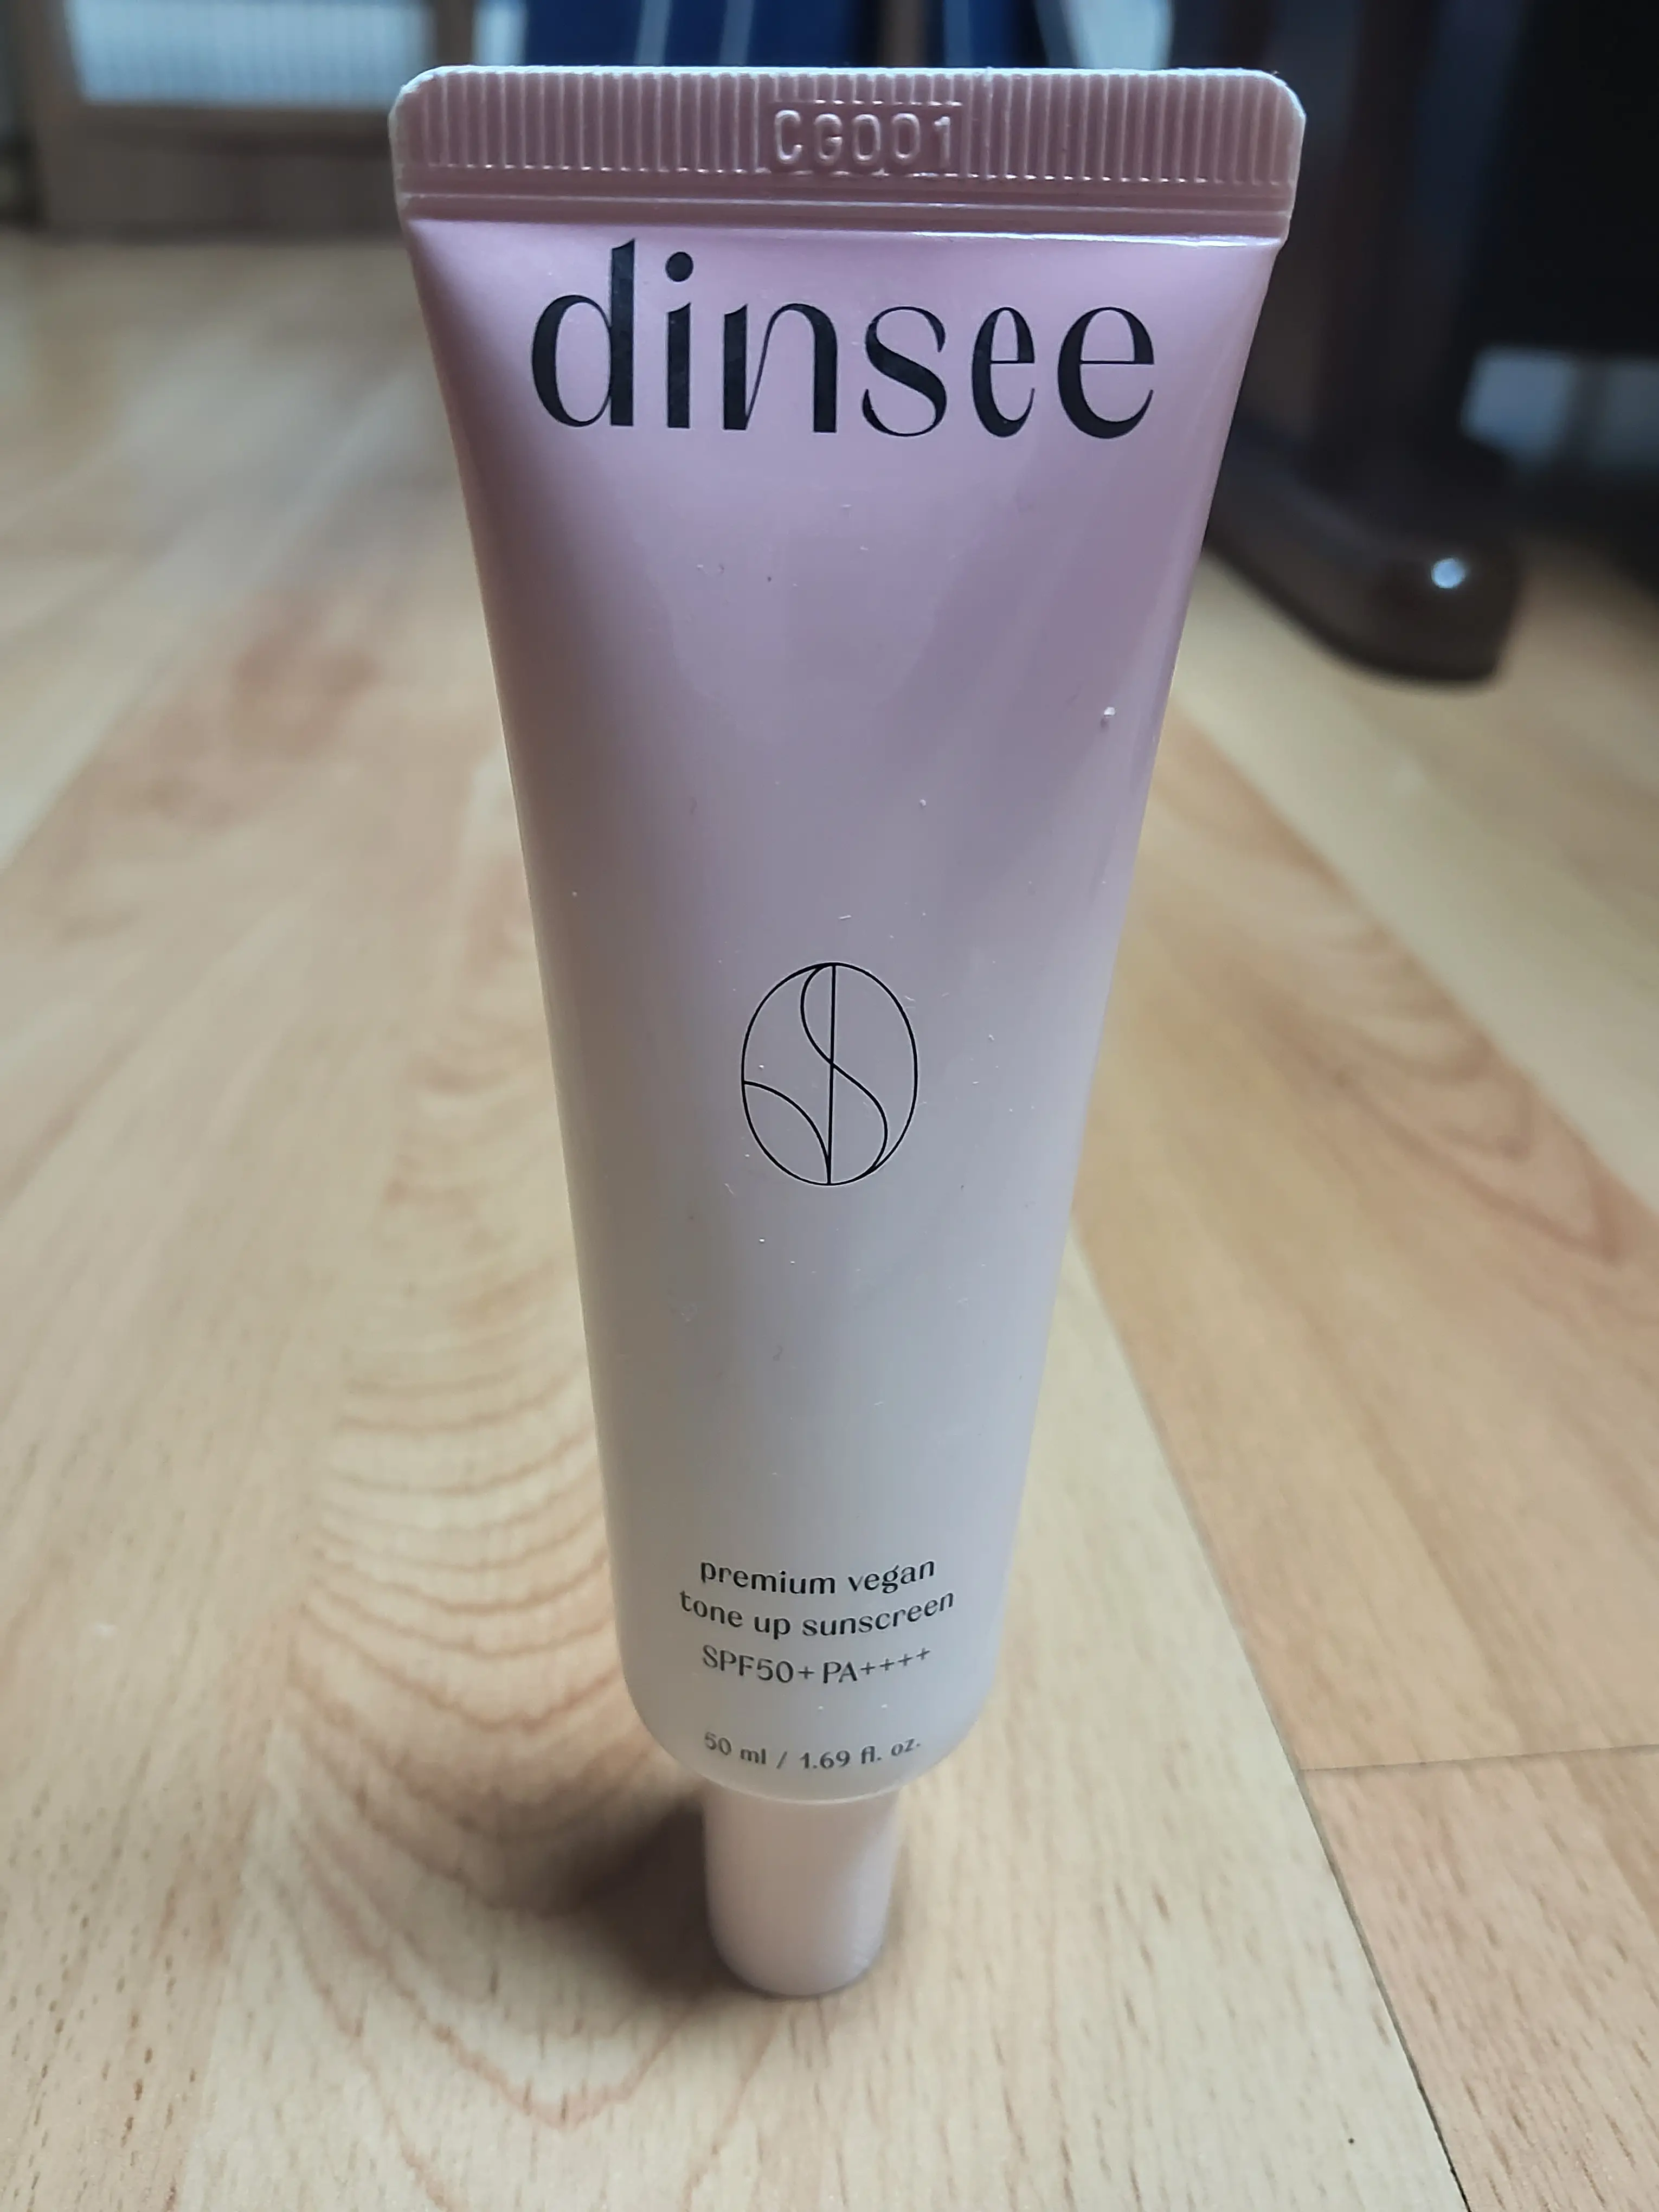 CG001
dinsee
premium vegan
tone up sunscreen
SPF50+ PA++++
50 ml / 1.69 fl. oz.